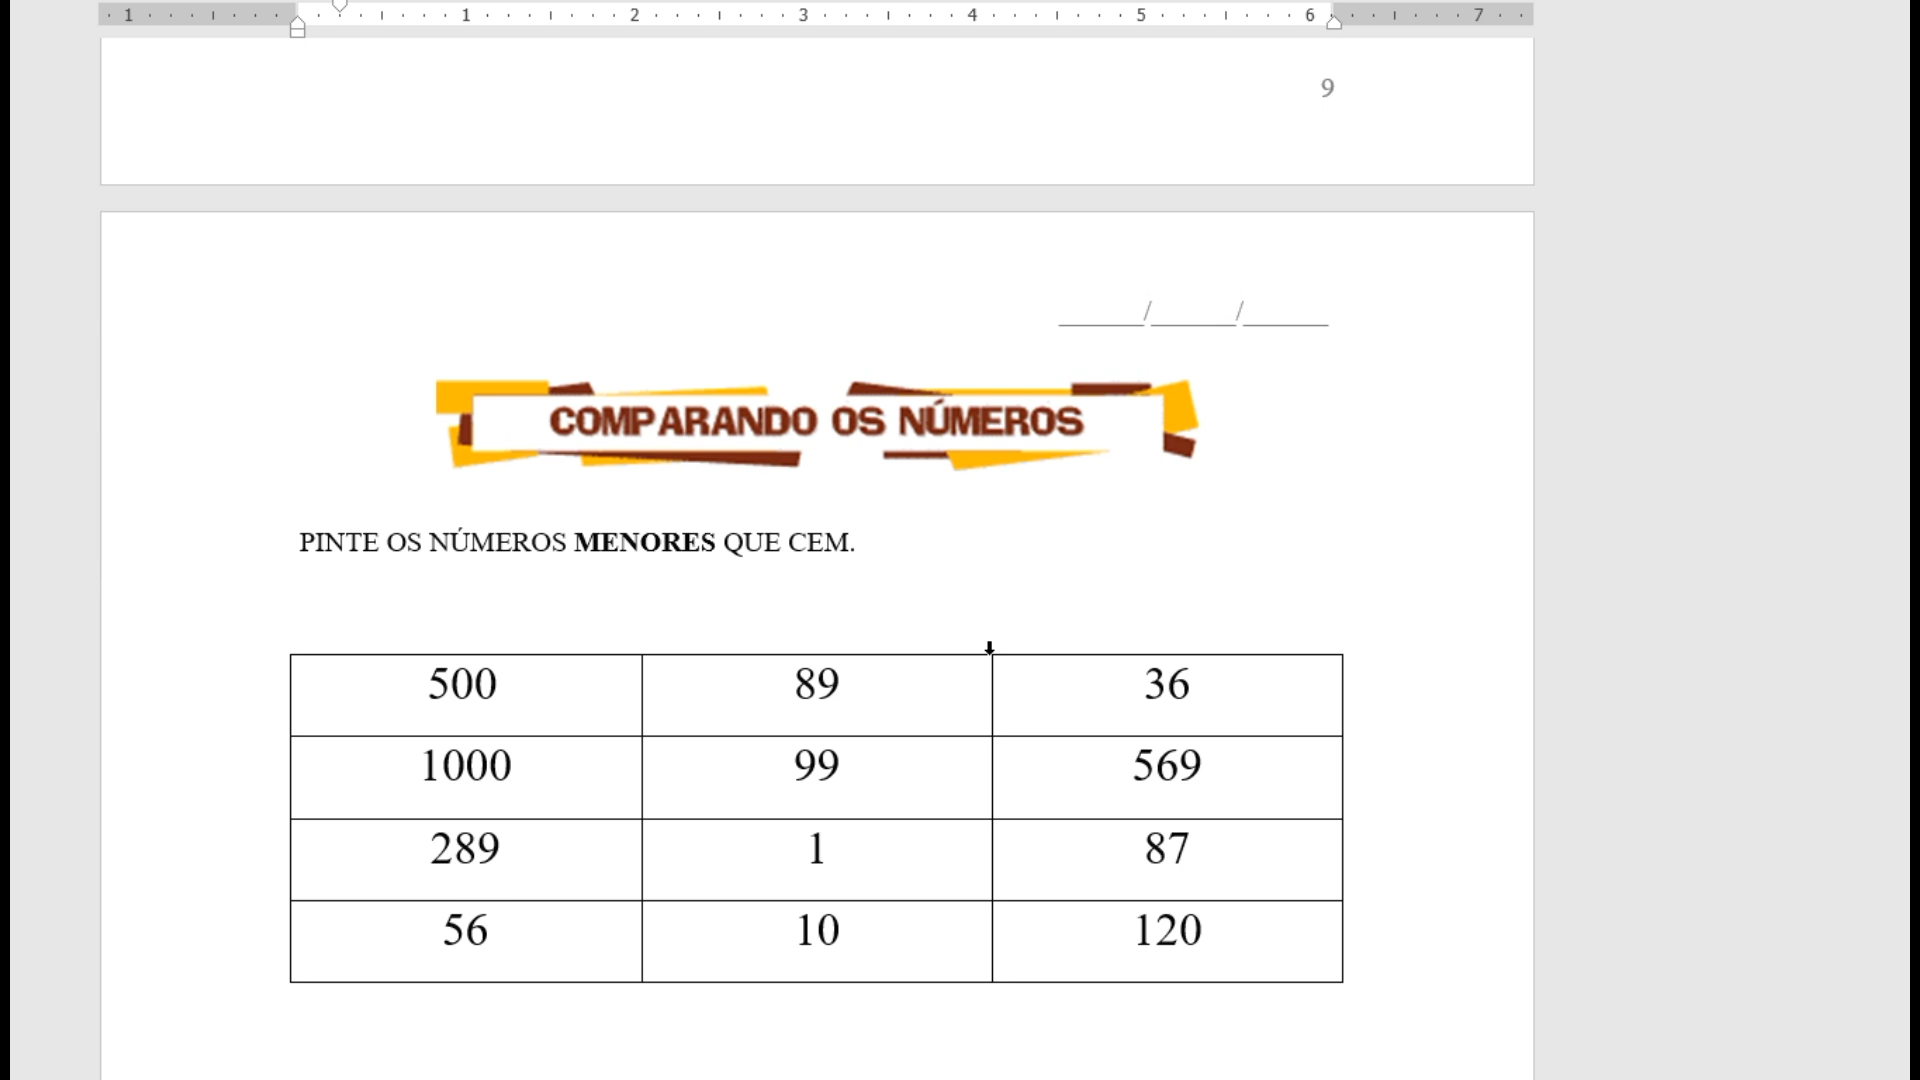 1 1 2 3 4 5 6 7
9
______/______/______
COMPARANDO OS NÚMEROS
PINTE OS NÚMEROS MENORES QUE CEM.
500 89 36
1000 99 569
289 1 87
56 10 120